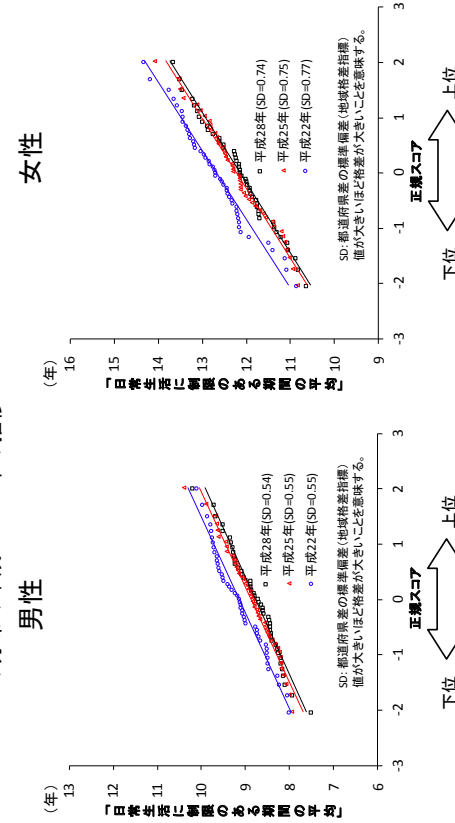 男性
（年）
「日常生活に制限のある期間の平均」
13
12
11
10
9
8
7
6
-3
-2
-1
0
1
2
3
平成28年(SD=0.54)
平成25年(SD=0.55)
平成22年(SD=0.55)
SD：都道府県差の標準偏差（地域格差指標）
値が大きいほど格差が大きいことを意味する。
正規スコア
下位
上位
女性
（年）
「日常生活に制限のある期間の平均」
16
15
14
13
12
11
10
9
-3
-2
-1
0
1
2
3
平成28年(SD=0.74)
平成25年(SD=0.75)
平成22年(SD=0.77)
SD：都道府県差の標準偏差（地域格差指標）
値が大きいほど格差が大きいことを意味する。
正規スコア
下位
上位